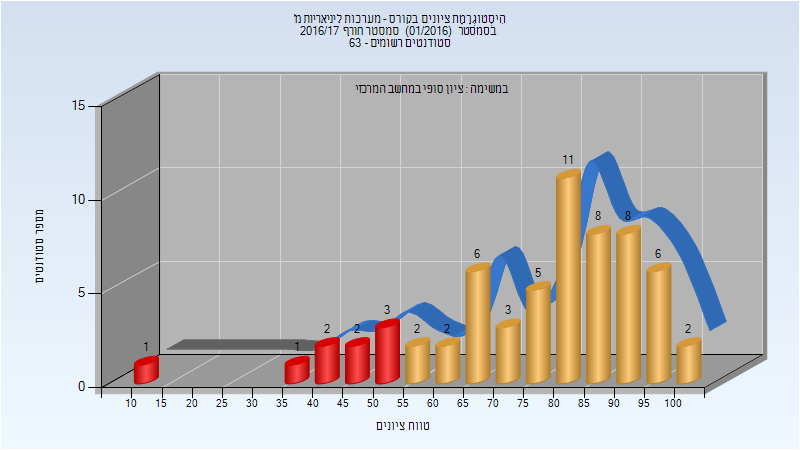 היסטוגרמת ציונים בקורס - מערכות ליניאריות מ'
בסמסטר (01/2016) סמסטר חורף 2016/17
סטודנטים רשומים - 63
במשימה : ציון סופי במחשב המרכזי
מספר סטודנטים
15
10
5
0
1 1 2 2 3 2 2 6 3 5 11 8 8 6 2
10 15 20 25 30 35 40 45 50 55 60 65 70 75 80 85 90 95 100
טווח ציונים